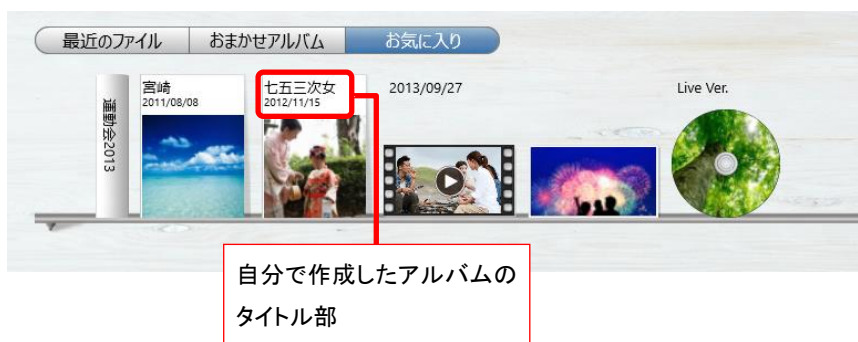 最近のファイル
おまかせアルバム
お気に入り
運動会2013
宮崎
2011/08/08
七五三次女
2012/11/15
2013/09/27
Live Ver.
自分で作成したアルバムの
タイトル部